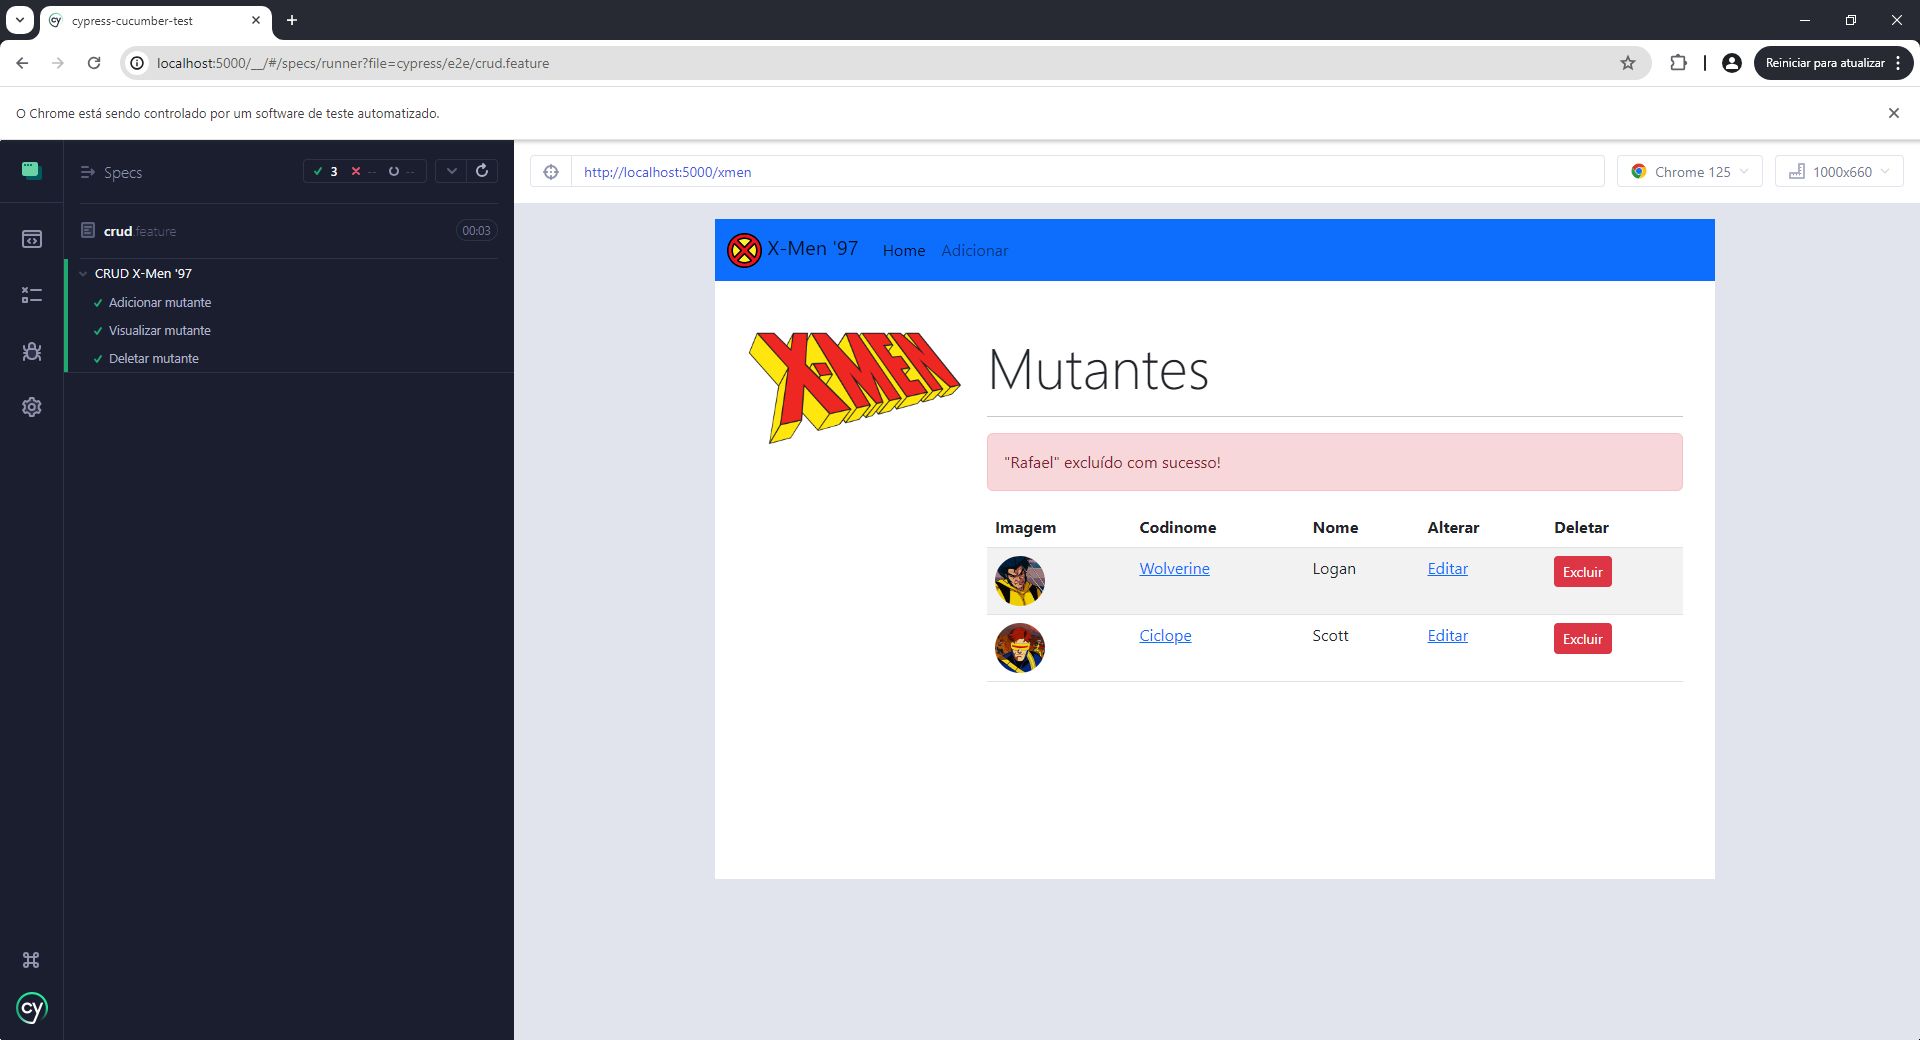 cypress-cucumber-test
localhost:5000/__/#/specs/runner?file=cypress/e2e/crud.feature
Reiniciar para atualizar
O Chrome está sendo controlado por um software de teste automatizado.
Specs
3 -- --
http://localhost:5000/xmen
Chrome 125
1000x660
crud.feature
00:03
CRUD X-Men '97
Adicionar mutante
Visualizar mutante
Deletar mutante
cy
X-Men '97 Home Adicionar
X-MEN
Mutantes
"Rafael" excluído com sucesso!
Imagem Codinome Nome Alterar Deletar
Wolverine Logan Editar Excluir
Ciclope Scott Editar Excluir